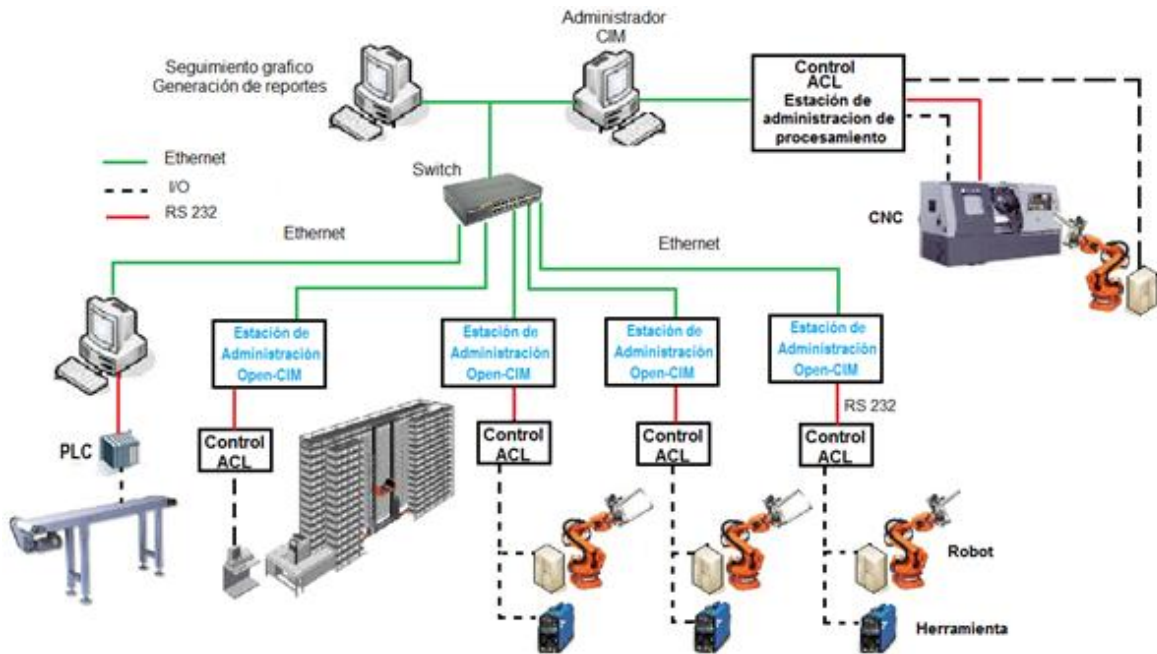 Administrador
CIM
Seguimiento grafico
Generación de reportes
Control
ACL
Estación de
administracion de
procesamiento
Ethernet
I/O
RS 232
Switch
Ethernet
Ethernet
CNC
Estación de
Administración
Open-CIM
Estación de
Administración
Open-CIM
Estación de
Administración
Open-CIM
Estación de
Administración
Open-CIM
RS 232
PLC
Control
ACL
Control
ACL
Control
ACL
Control
ACL
Robot
Herramienta